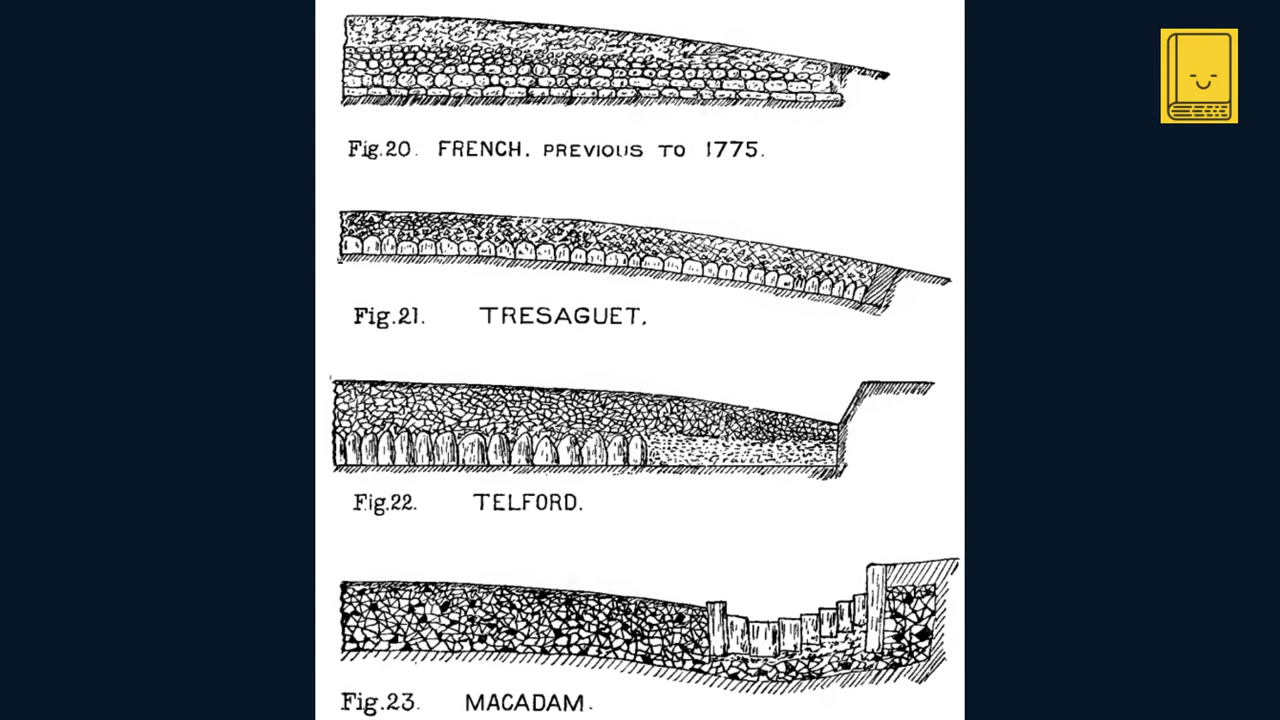 Fig.20. FRENCH. PREVIOUS TO 1775.
Fig.21. TRESAGUET.
Fig.22. TELFORD.
Fig.23. MACADAM.